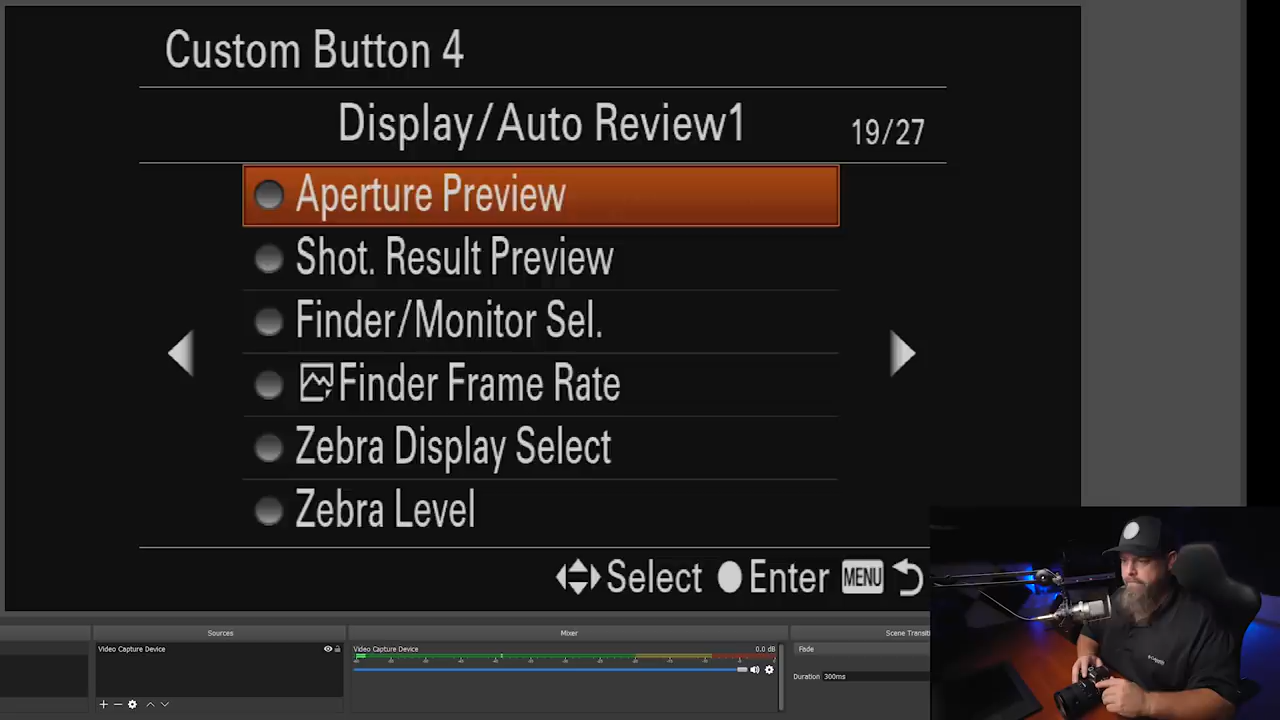 Custom Button 4
Display/Auto Review1
19/27
Aperture Preview
Shot. Result Preview
Finder/Monitor Sel.
Finder Frame Rate
Zebra Display Select
Zebra Level
Select Enter MENU
Sources
Mixer
Scene Transiti
Video Capture Device
Video Capture Device
0.0 dB
Fade
Duration 300ms